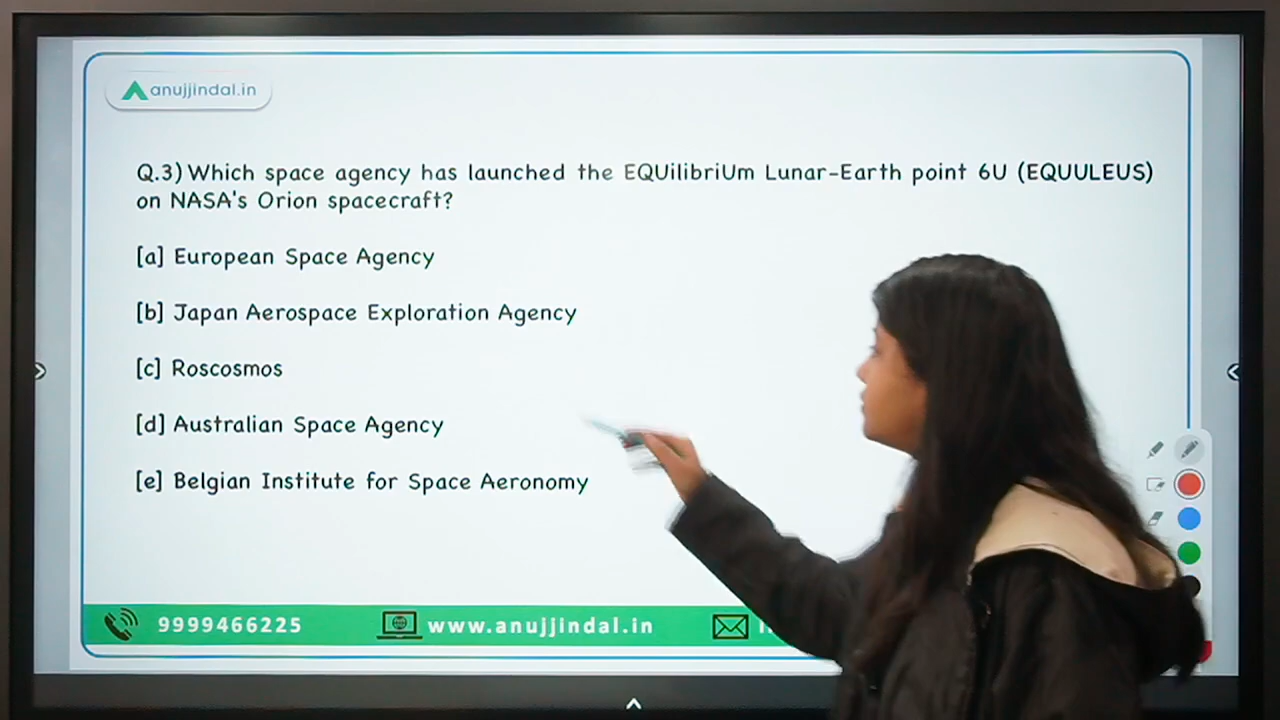 anujjindal.in
Q.3) Which space agency has launched the EQUilibriUm Lunar-Earth point 6U (EQUULEUS)
on NASA's Orion spacecraft?
[a] European Space Agency
[b] Japan Aerospace Exploration Agency
[c] Roscosmos
[d] Australian Space Agency
[e] Belgian Institute for Space Aeronomy
9999466225 www.anujjindal.in